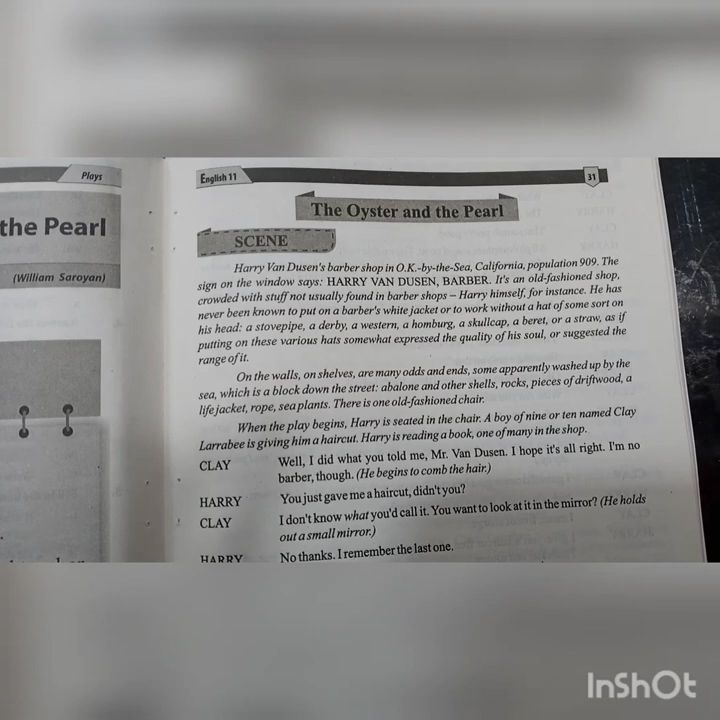 Plays
the Pearl
(William Saroyan)
English 11
31
The Oyster and the Pearl
SCENE
Harry Van Dusen's barber shop in O.K.-by-the-Sea, California, population 909. The
sign on the window says: HARRY VAN DUSEN, BARBER. It's an old-fashioned shop,
crowded with stuff not usually found in barber shops – Harry himself, for instance. He has
never been known to put on a barber's white jacket or to work without a hat of some sort on
his head: a stovepipe, a derby, a western, a homburg, a skullcap, a beret, or a straw, as if
putting on these various hats somewhat expressed the quality of his soul, or suggested the
range of it.
On the walls, on shelves, are many odds and ends, some apparently washed up by the
sea, which is a block down the street: abalone and other shells, rocks, pieces of driftwood, a
life jacket, rope, sea plants. There is one old-fashioned chair.
When the play begins, Harry is seated in the chair. A boy of nine or ten named Clay
Larrabee is giving him a haircut. Harry is reading a book, one of many in the shop.
CLAY Well, I did what you told me, Mr. Van Dusen. I hope it's all right. I'm no
barber, though. (He begins to comb the hair.)
HARRY You just gave me a haircut, didn't you?
CLAY I don't know what you'd call it. You want to look at it in the mirror? (He holds
out a small mirror.)
HARRY No thanks. I remember the last one.
InShOt